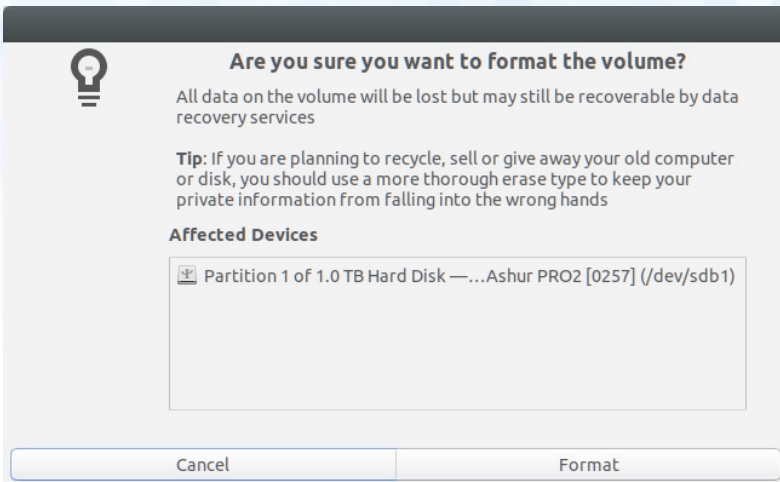 Are you sure you want to format the volume?
All data on the volume will be lost but may still be recoverable by data
recovery services
Tip: If you are planning to recycle, sell or give away your old computer
or disk, you should use a more thorough erase type to keep your
private information from falling into the wrong hands
Affected Devices
Partition 1 of 1.0 TB Hard Disk —…Ashur PRO2 [0257] (/dev/sdb1)
Cancel
Format